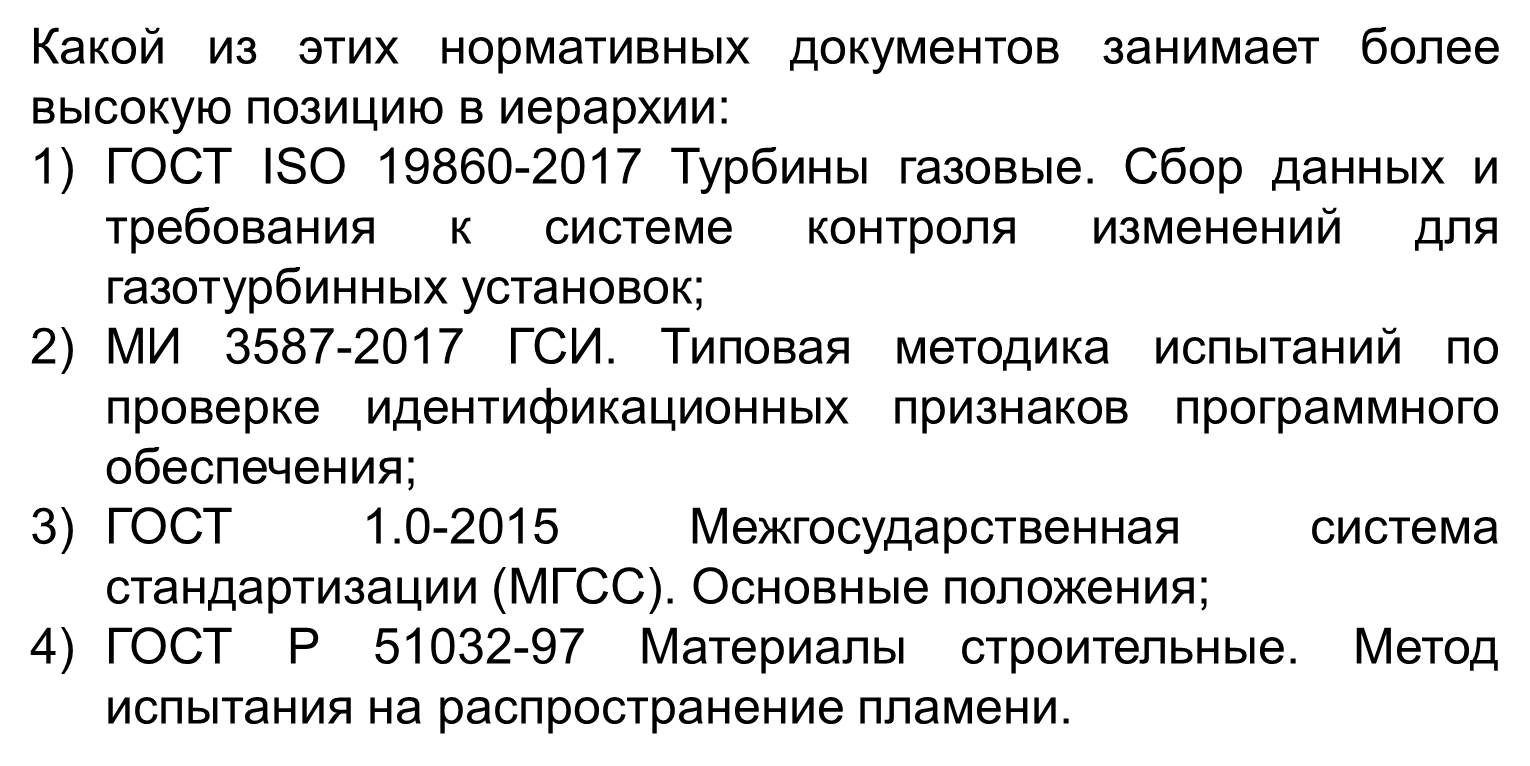 Какой из этих нормативных документов занимает более
высокую позицию в иерархии:
1) ГОСТ ISO 19860-2017 Турбины газовые. Сбор данных и
требования к системе контроля изменений для
газотурбинных установок;
2) МИ 3587-2017 ГСИ. Типовая методика испытаний по
проверке идентификационных признаков программного
обеспечения;
3) ГОСТ 1.0-2015 Межгосударственная система
стандартизации (МГСС). Основные положения;
4) ГОСТ Р 51032-97 Материалы строительные. Метод
испытания на распространение пламени.